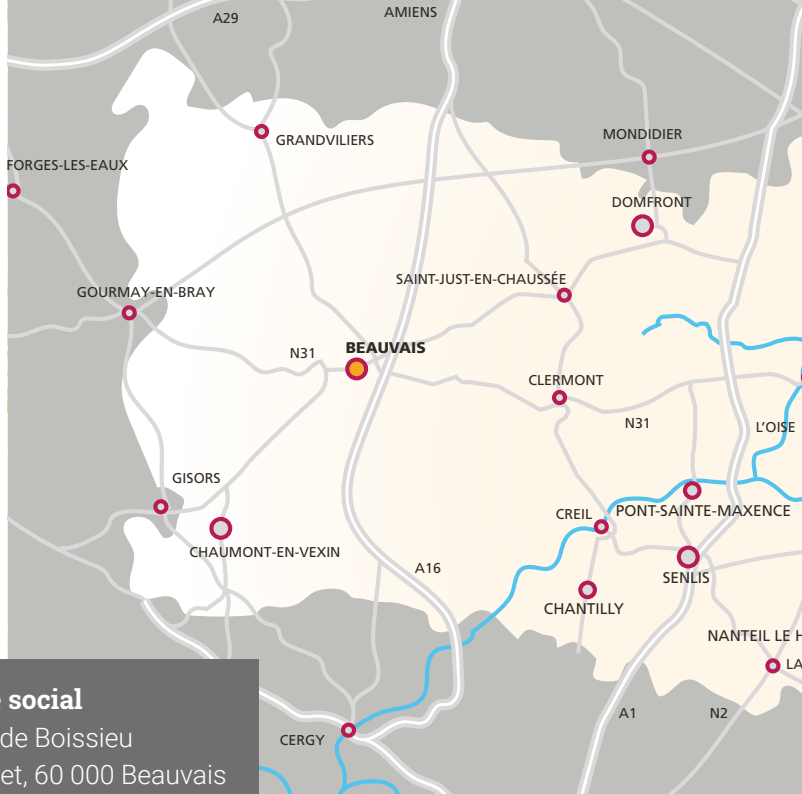 A29
AMIENS
GRANDVILIERS
MONDIDIER
FORGES-LES-EAUX
DOMFRONT
SAINT-JUST-EN-CHAUSSÉE
GOURMAY-EN-BRAY
N31
BEAUVAIS
CLERMONT
N31
L'OISE
GISORS
CREIL
PONT-SAINTE-MAXENCE
CHAUMONT-EN-VEXIN
A16
SENLIS
CHANTILLY
NANTEIL LE H
LA
A1
N2
CERGY
e social
de Boissieu
et, 60 000 Beauvais